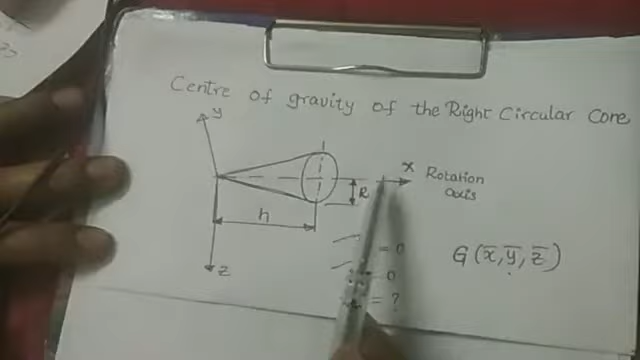 Centre of gravity of the Right Circular Cone
y
x Rotation
axis
R
h
= 0
G (x̅, y̅, z̅)
= 0
z
= ?